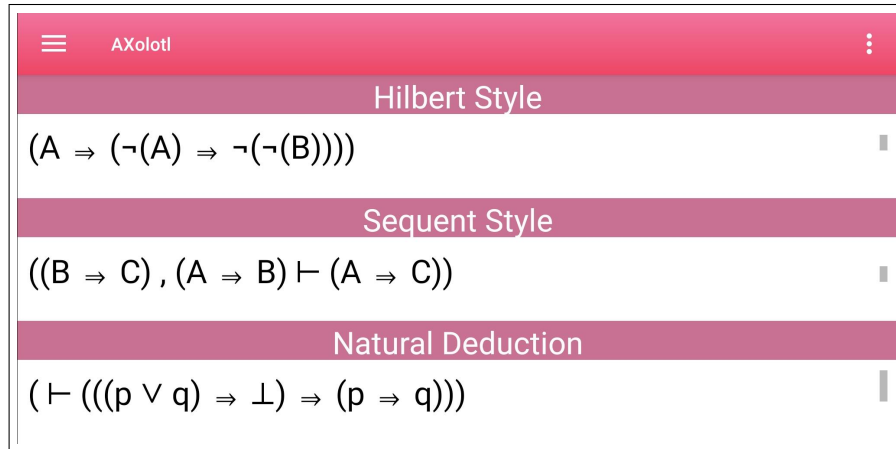 AXolotl
Hilbert Style
(A ⇒ (¬(A) ⇒ ¬(¬(B))))
Sequent Style
((B ⇒ C) , (A ⇒ B) ⊢ (A ⇒ C))
Natural Deduction
( ⊢ (((p ∨ q) ⇒ ⊥) ⇒ (p ⇒ q)))